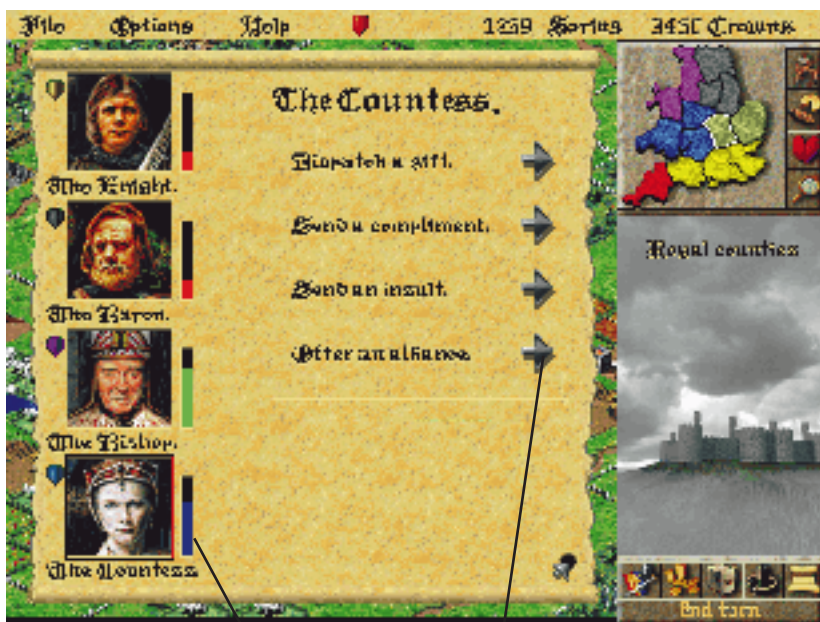 File Options Help 1259 Spring 3450 Crowns
The Countess.
Dispatch a gift.
The Knight.
Send a compliment.
Royal counties
Send an insult.
The Baron.
Offer an alliance
The Bishop.
The Countess
End turn